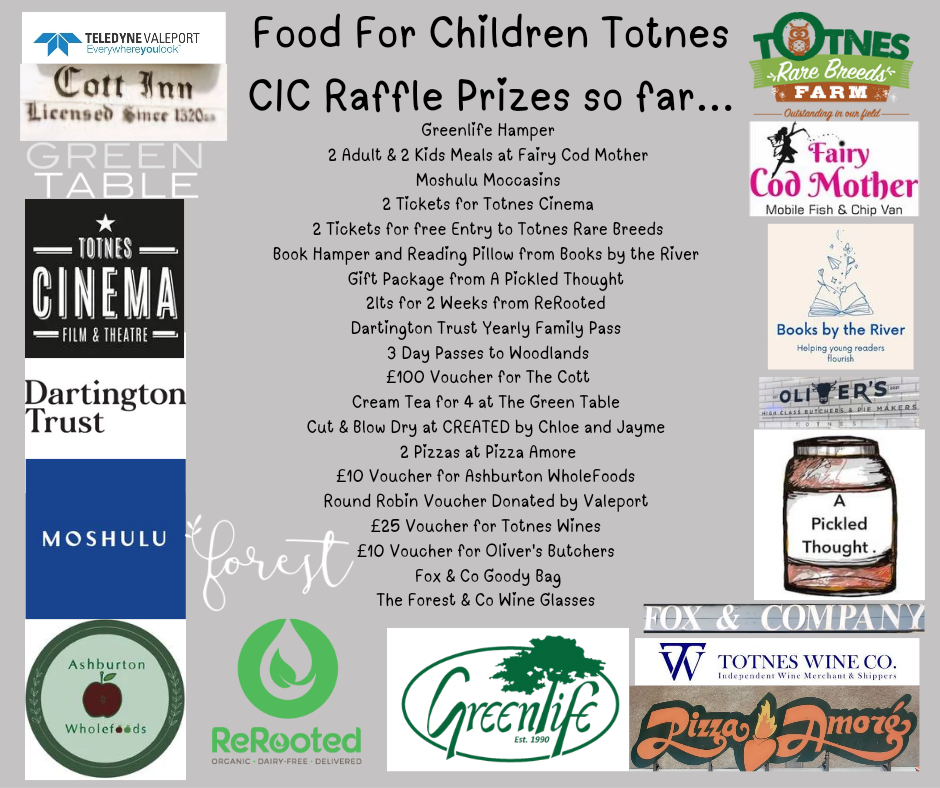 Food For Children Totnes
CIC Raffle Prizes so far...
Greenlife Hamper
2 Adult & 2 Kids Meals at Fairy Cod Mother
Moshulu Moccasins
2 Tickets for Totnes Cinema
2 Tickets for free Entry to Totnes Rare Breeds
Book Hamper and Reading Pillow from Books by the River
Gift Package from A Pickled Thought
2lts for 2 Weeks from ReRooted
Dartington Trust Yearly Family Pass
3 Day Passes to Woodlands
£100 Voucher for The Cott
Cream Tea for 4 at The Green Table
Cut & Blow Dry at CREATED by Chloe and Jayme
2 Pizzas at Pizza Amore
£10 Voucher for Ashburton WholeFoods
Round Robin Voucher Donated by Valeport
£25 Voucher for Totnes Wines
£10 Voucher for Oliver's Butchers
Fox & Co Goody Bag
The Forest & Co Wine Glasses
TELEDYNE VALEPORT
Everywhereyoulook
Cott Inn
Licensed Since 1320
GREEN
TABLE
TOTNES
CINEMA
FILM & THEATRE
Dartington
Trust
MOSHULU
Ashburton
Wholefoods
forest
ReRooted
ORGANIC · DAIRY-FREE · DELIVERED
Greenlife
Est. 1990
TOTNES
Rare Breeds
FARM
Outstanding in our field
Fairy
Cod Mother
Mobile Fish & Chip Van
Books by the River
Helping young readers
flourish
OLIVER'S
HIGH CLASS BUTCHERS & PIE MAKERS
TOTNES
A
Pickled
Thought.
FOX & COMPANY
TW TOTNES WINE CO.
Independent Wine Merchant & Shippers
Pizza Amoré